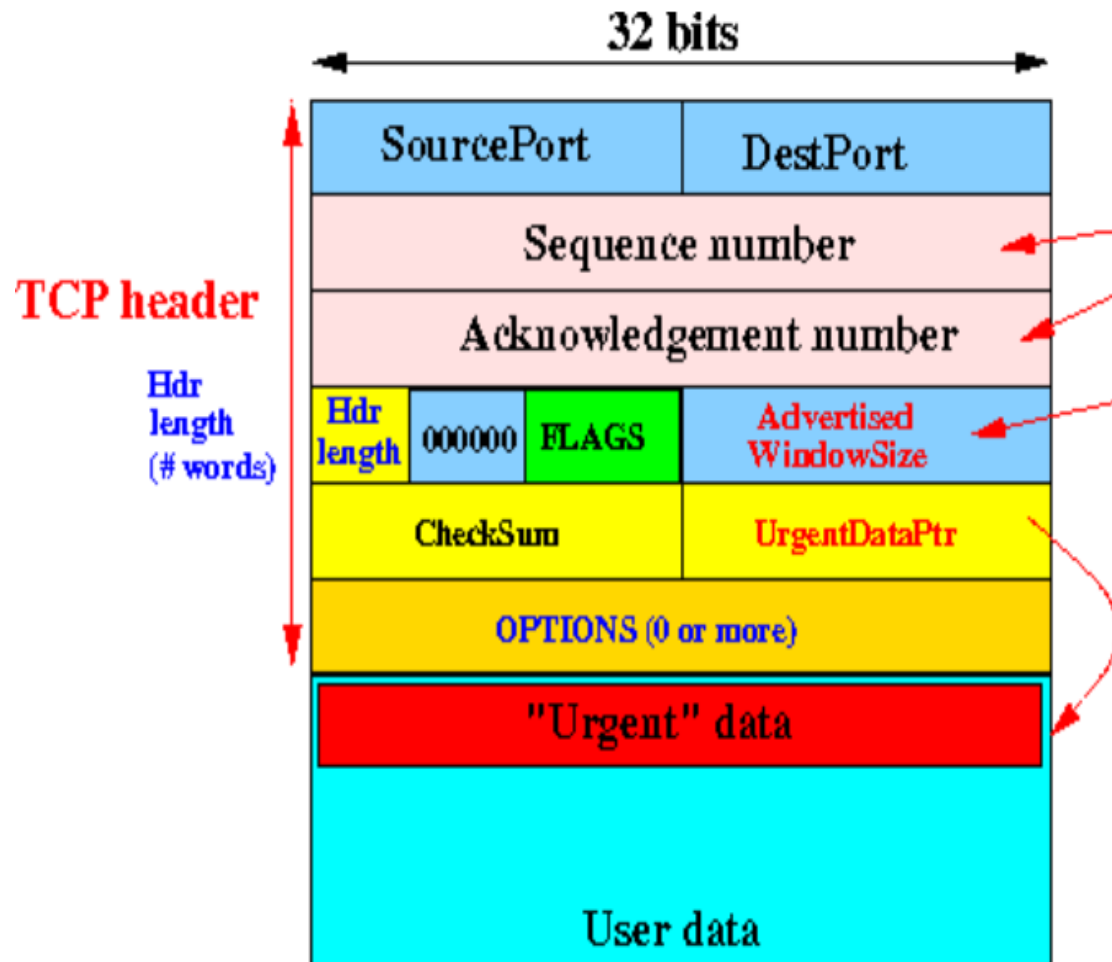 32 bits
SourcePort
DestPort
Sequence number
TCP header
Acknowledgement number
Hdr
length
(# words)
Hdr
length
000000
FLAGS
Advertised
WindowSize
CheckSum
UrgentDataPtr
OPTIONS (0 or more)
"Urgent" data
User data